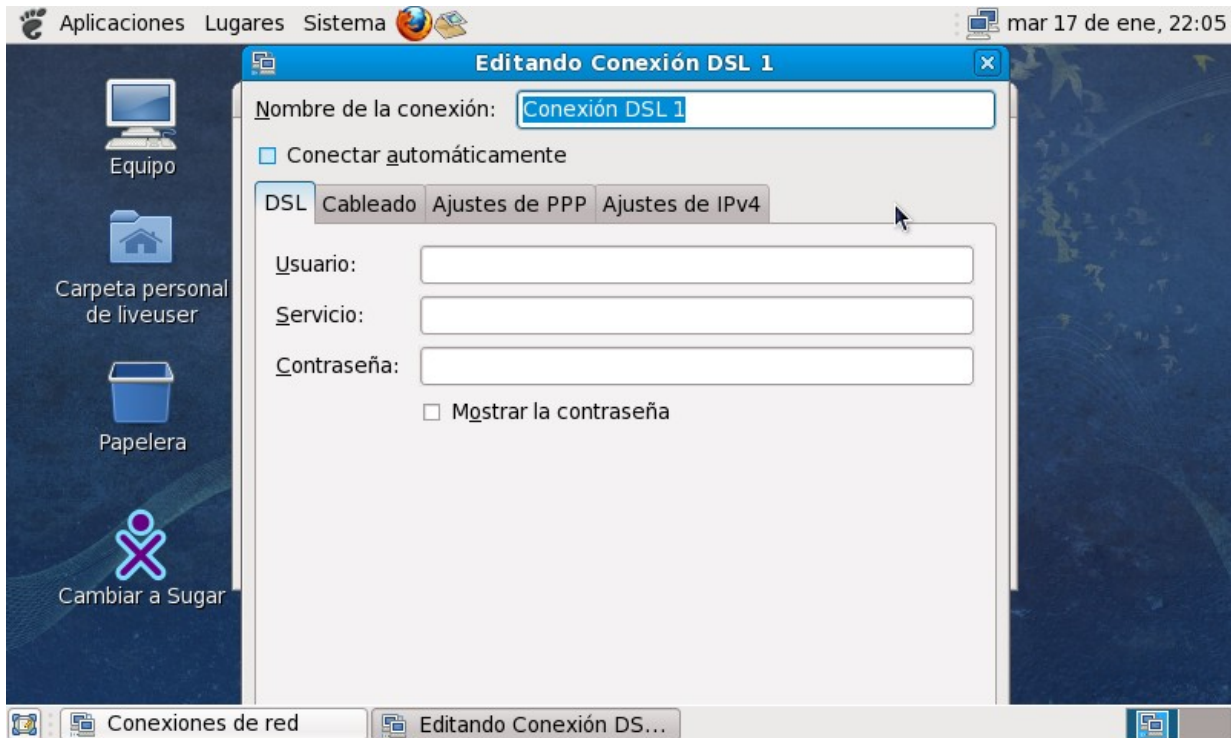 Aplicaciones Lugares Sistema
mar 17 de ene, 22:05
Editando Conexión DSL 1
Nombre de la conexión: Conexión DSL 1
Conectar automáticamente
DSL Cableado Ajustes de PPP Ajustes de IPv4
Usuario:
Servicio:
Contraseña:
Mostrar la contraseña
Equipo
Carpeta personal
de liveuser
Papelera
Cambiar a Sugar
Conexiones de red
Editando Conexión DS...